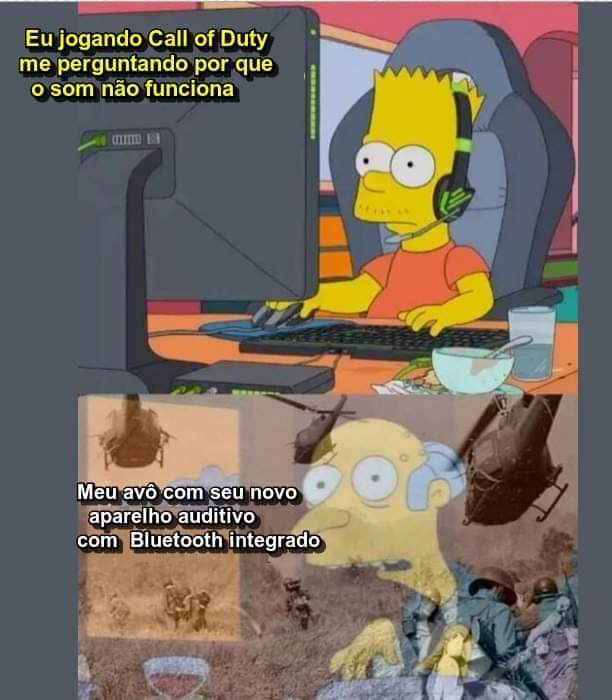 Eu jogando Call of Duty
me perguntando por que
o som não funciona
Meu avô com seu novo
aparelho auditivo
com Bluetooth integrado